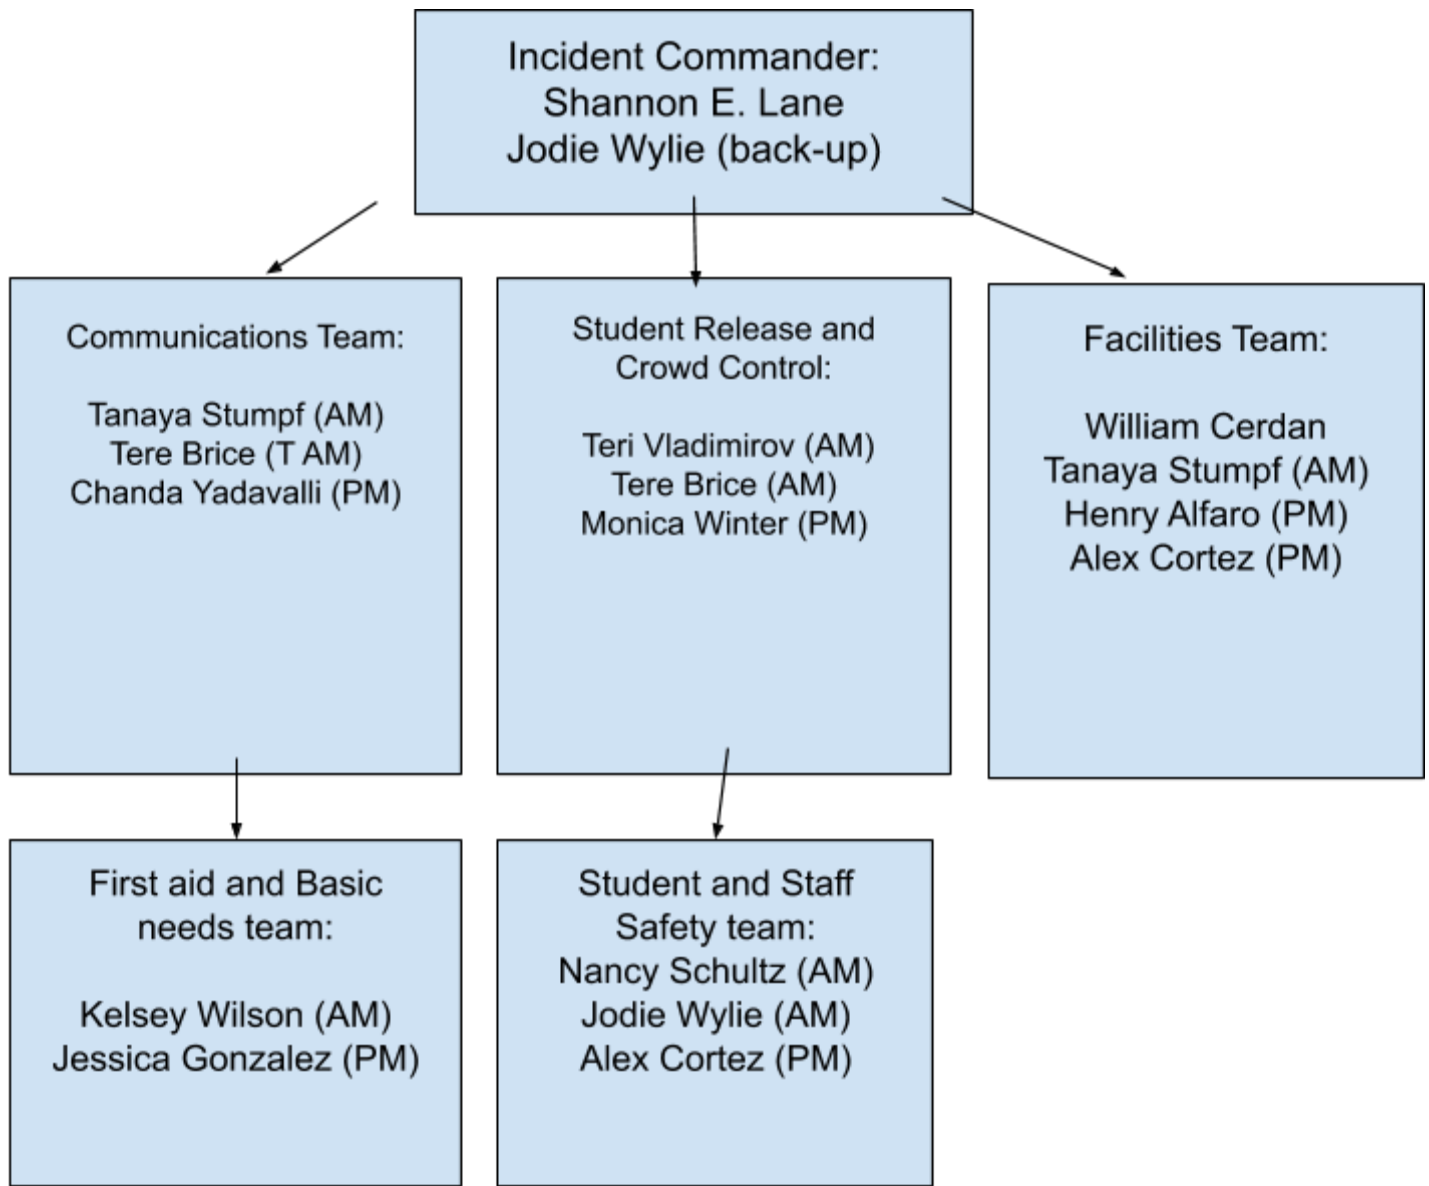 Incident Commander:
Shannon E. Lane
Jodie Wylie (back-up)
Communications Team:
Tanaya Stumpf (AM)
Tere Brice (T AM)
Chanda Yadavalli (PM)
Student Release and
Crowd Control:
Teri Vladimirov (AM)
Tere Brice (AM)
Monica Winter (PM)
Facilities Team:
William Cerdan
Tanaya Stumpf (AM)
Henry Alfaro (PM)
Alex Cortez (PM)
First aid and Basic
needs team:
Kelsey Wilson (AM)
Jessica Gonzalez (PM)
Student and Staff
Safety team:
Nancy Schultz (AM)
Jodie Wylie (AM)
Alex Cortez (PM)